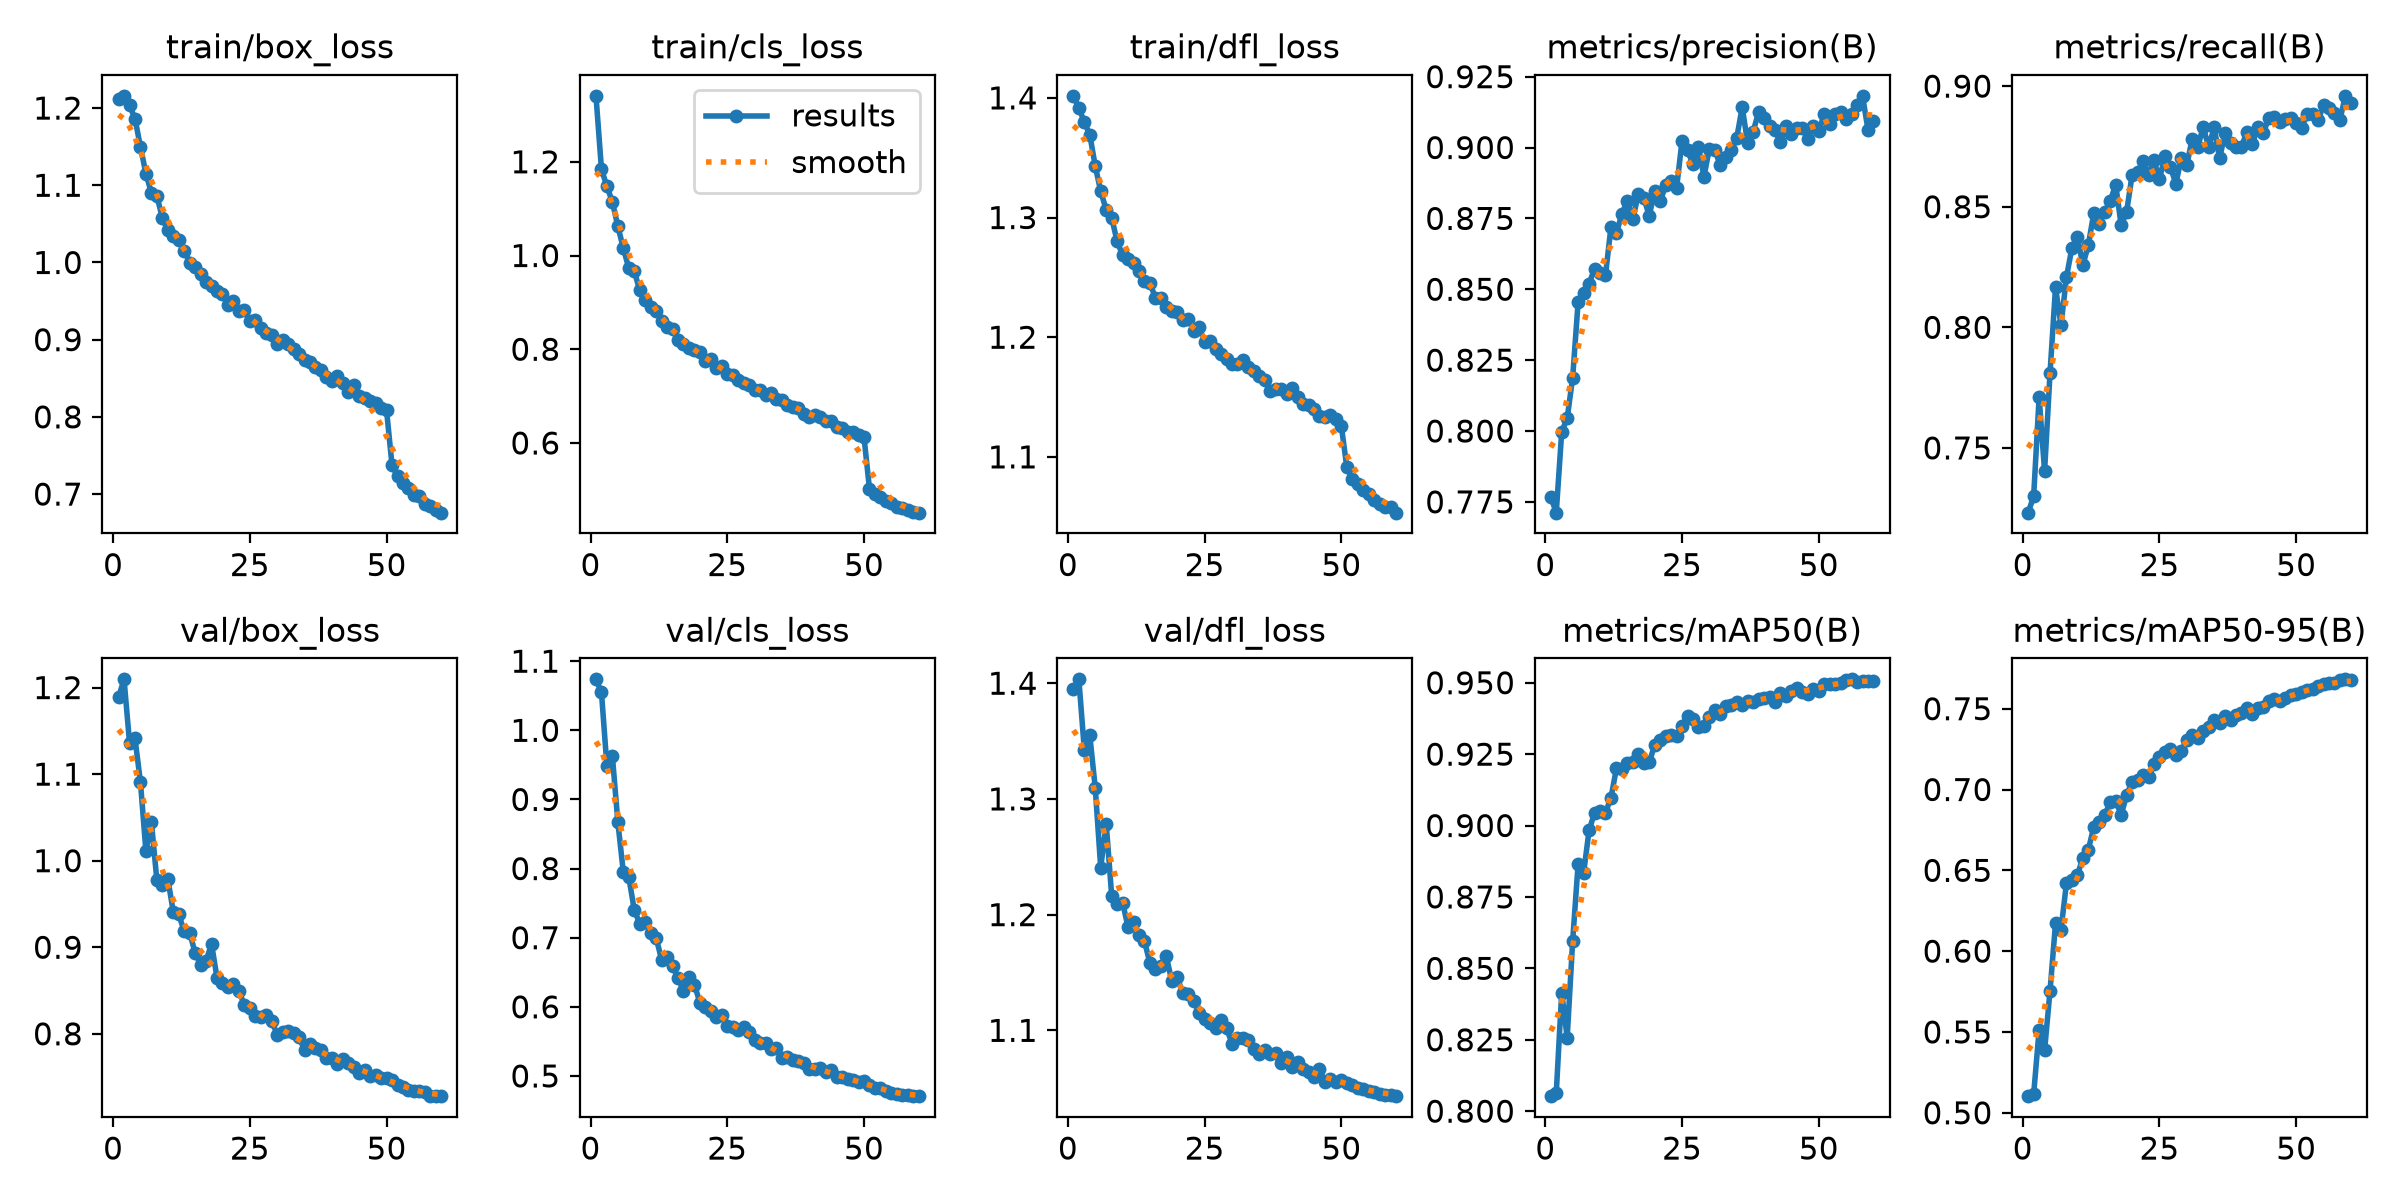 train/box_loss
1.2
1.1
1.0
0.9
0.8
0.7
0 25 50
train/cls_loss
results
smooth
1.2
1.0
0.8
0.6
0 25 50
train/dfl_loss
1.4
1.3
1.2
1.1
0 25 50
metrics/precision(B)
0.925
0.900
0.875
0.850
0.825
0.800
0.775
0 25 50
metrics/recall(B)
0.90
0.85
0.80
0.75
0 25 50
val/box_loss
1.2
1.1
1.0
0.9
0.8
0 25 50
val/cls_loss
1.1
1.0
0.9
0.8
0.7
0.6
0.5
0 25 50
val/dfl_loss
1.4
1.3
1.2
1.1
0 25 50
metrics/mAP50(B)
0.950
0.925
0.900
0.875
0.850
0.825
0.800
0 25 50
metrics/mAP50-95(B)
0.75
0.70
0.65
0.60
0.55
0.50
0 25 50